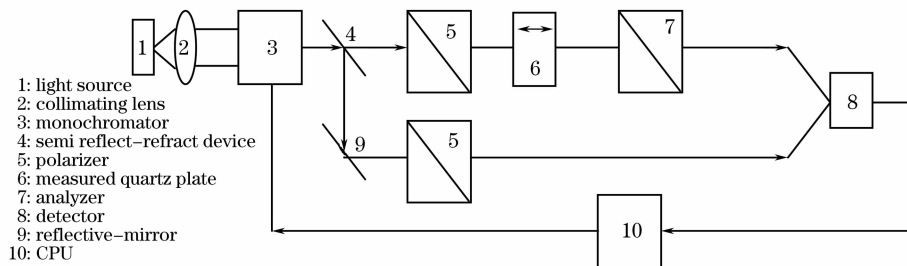 1
2
3
4
5
6
7
8
9
5
10
1: light source
2: collimating lens
3: monochromator
4: semi reflect−refract device
5: polarizer
6: measured quartz plate
7: analyzer
8: detector
9: reflective−mirror
10: CPU